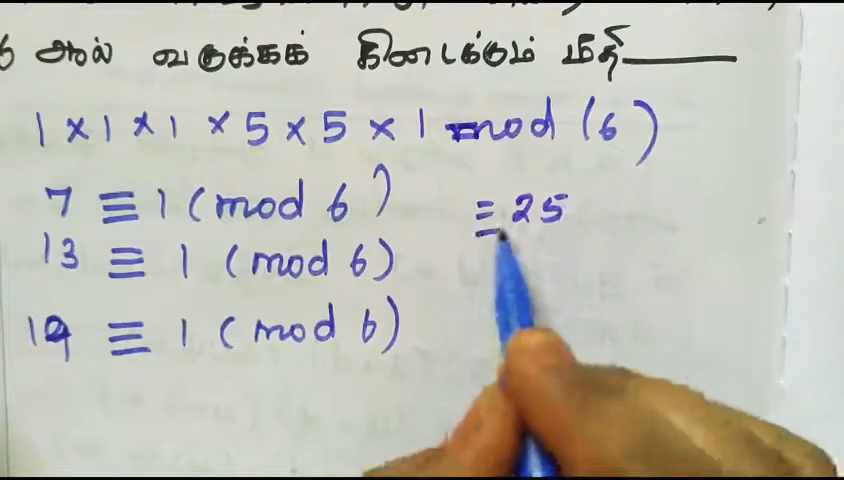 ஆல் வகுக்கக் கிடைக்கும் மீதி______
1 × 1 × 1 × 5 × 5 × 1 mod (6)
7 ≡ 1 (mod 6) ≡ 25
13 ≡ 1 (mod 6)
19 ≡ 1 (mod 6)